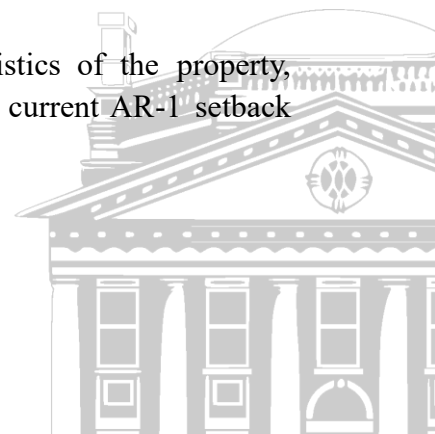 istics of the property,
current AR-1 setback